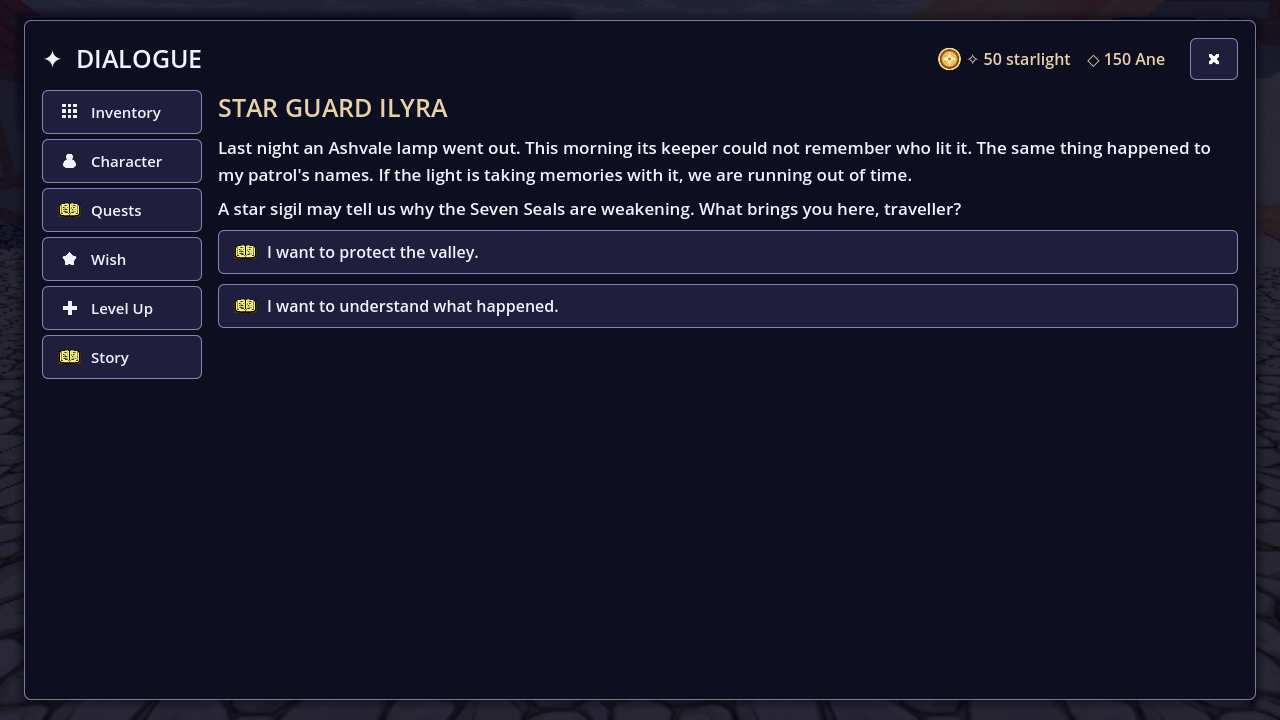 ✦ DIALOGUE
✧ 50 starlight ◇ 150 Ane
Inventory
Character
Quests
Wish
Level Up
Story
STAR GUARD ILYRA
Last night an Ashvale lamp went out. This morning its keeper could not remember who lit it. The same thing happened to
my patrol's names. If the light is taking memories with it, we are running out of time.
A star sigil may tell us why the Seven Seals are weakening. What brings you here, traveller?
I want to protect the valley.
I want to understand what happened.